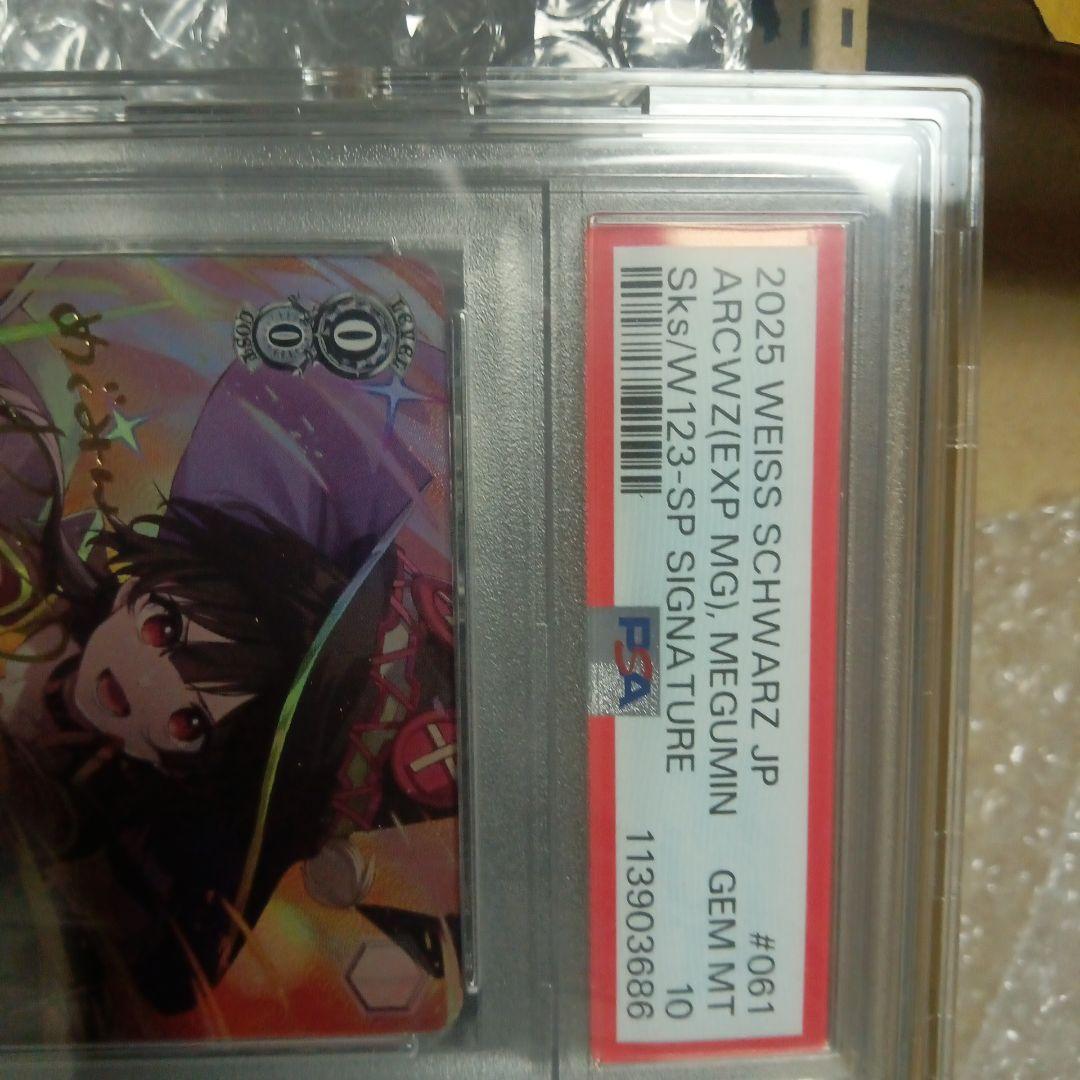 2025 WEISS SCHWARZ JP #061
ARCWZ(EXP MG), MEGUMIN GEM MT
Sks/W123-SP SIGNATURE 10
PSA 113903686
LEVEL
0
0
COST